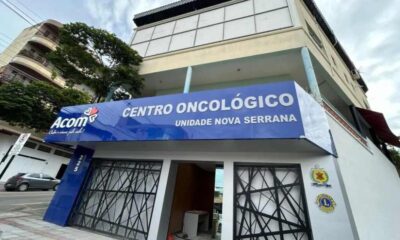 Acom
CENTRO ONCOLÓGICO
UNIDADE NOVA SERRANA